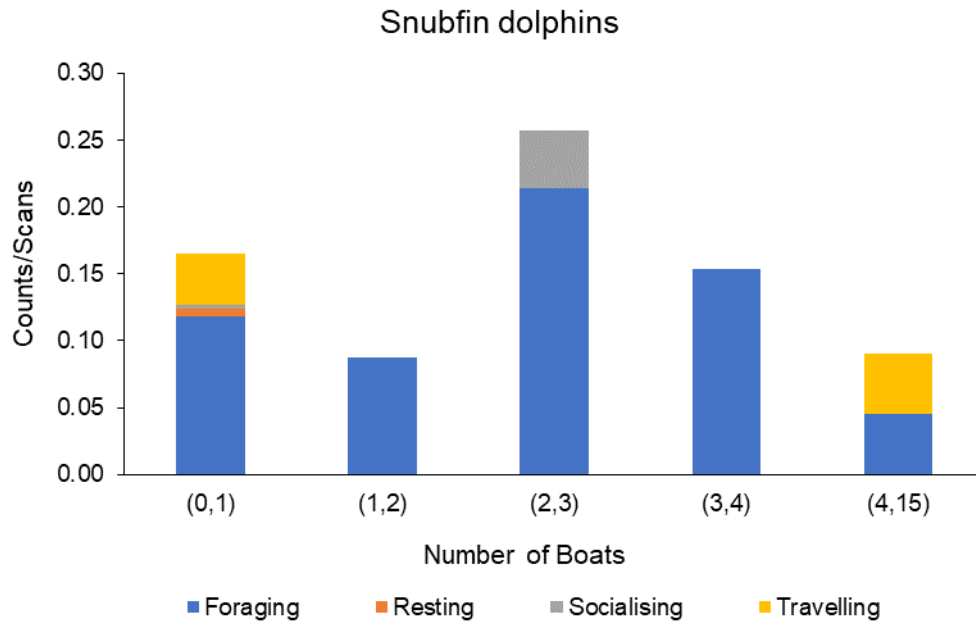 Snubfin dolphins
0.30
0.25
0.20
0.15
0.10
0.05
0.00
Counts/Scans
(0,1) (1,2) (2,3) (3,4) (4,15)
Number of Boats
Foraging Resting Socialising Travelling